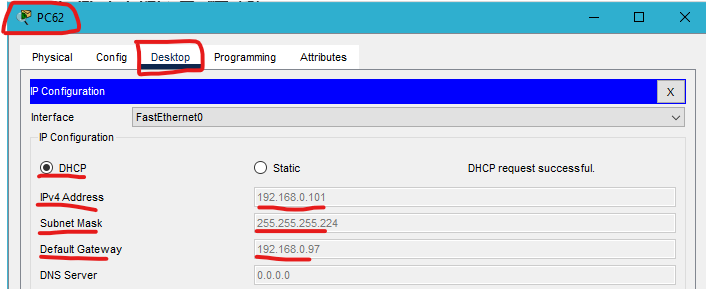 PC62
Physical Config Desktop Programming Attributes
IP Configuration X
Interface FastEthernet0
IP Configuration
DHCP Static DHCP request successful.
IPv4 Address 192.168.0.101
Subnet Mask 255.255.255.224
Default Gateway 192.168.0.97
DNS Server 0.0.0.0